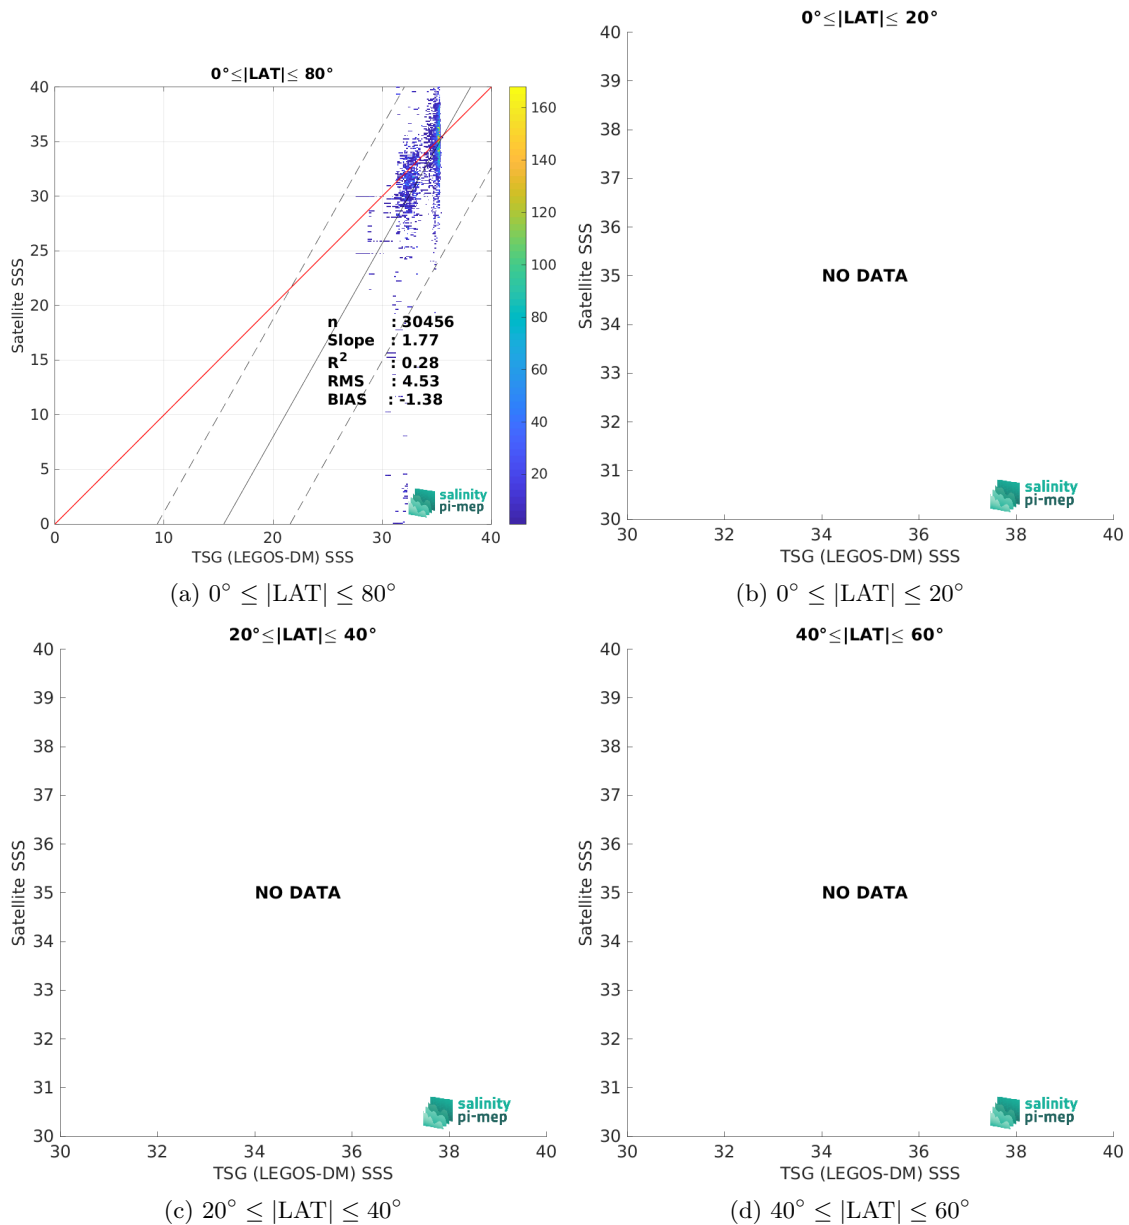 0°≤|LAT|≤ 80°
40
35
30
25
20
15
10
5
0
Satellite SSS
n : 30456
Slope : 1.77
R² : 0.28
RMS : 4.53
BIAS : -1.38
salinity
pi-mep
0 10 20 30 40
TSG (LEGOS-DM) SSS
160
140
120
100
80
60
40
20
(a) 0° ≤ |LAT| ≤ 80°
0°≤|LAT|≤ 20°
40
39
38
37
36
35
34
33
32
31
30
Satellite SSS
NO DATA
salinity
pi-mep
30 32 34 36 38 40
TSG (LEGOS-DM) SSS
(b) 0° ≤ |LAT| ≤ 20°
20°≤|LAT|≤ 40°
40
39
38
37
36
35
34
33
32
31
30
Satellite SSS
NO DATA
salinity
pi-mep
30 32 34 36 38 40
TSG (LEGOS-DM) SSS
(c) 20° ≤ |LAT| ≤ 40°
40°≤|LAT|≤ 60°
40
39
38
37
36
35
34
33
32
31
30
Satellite SSS
NO DATA
salinity
pi-mep
30 32 34 36 38 40
TSG (LEGOS-DM) SSS
(d) 40° ≤ |LAT| ≤ 60°